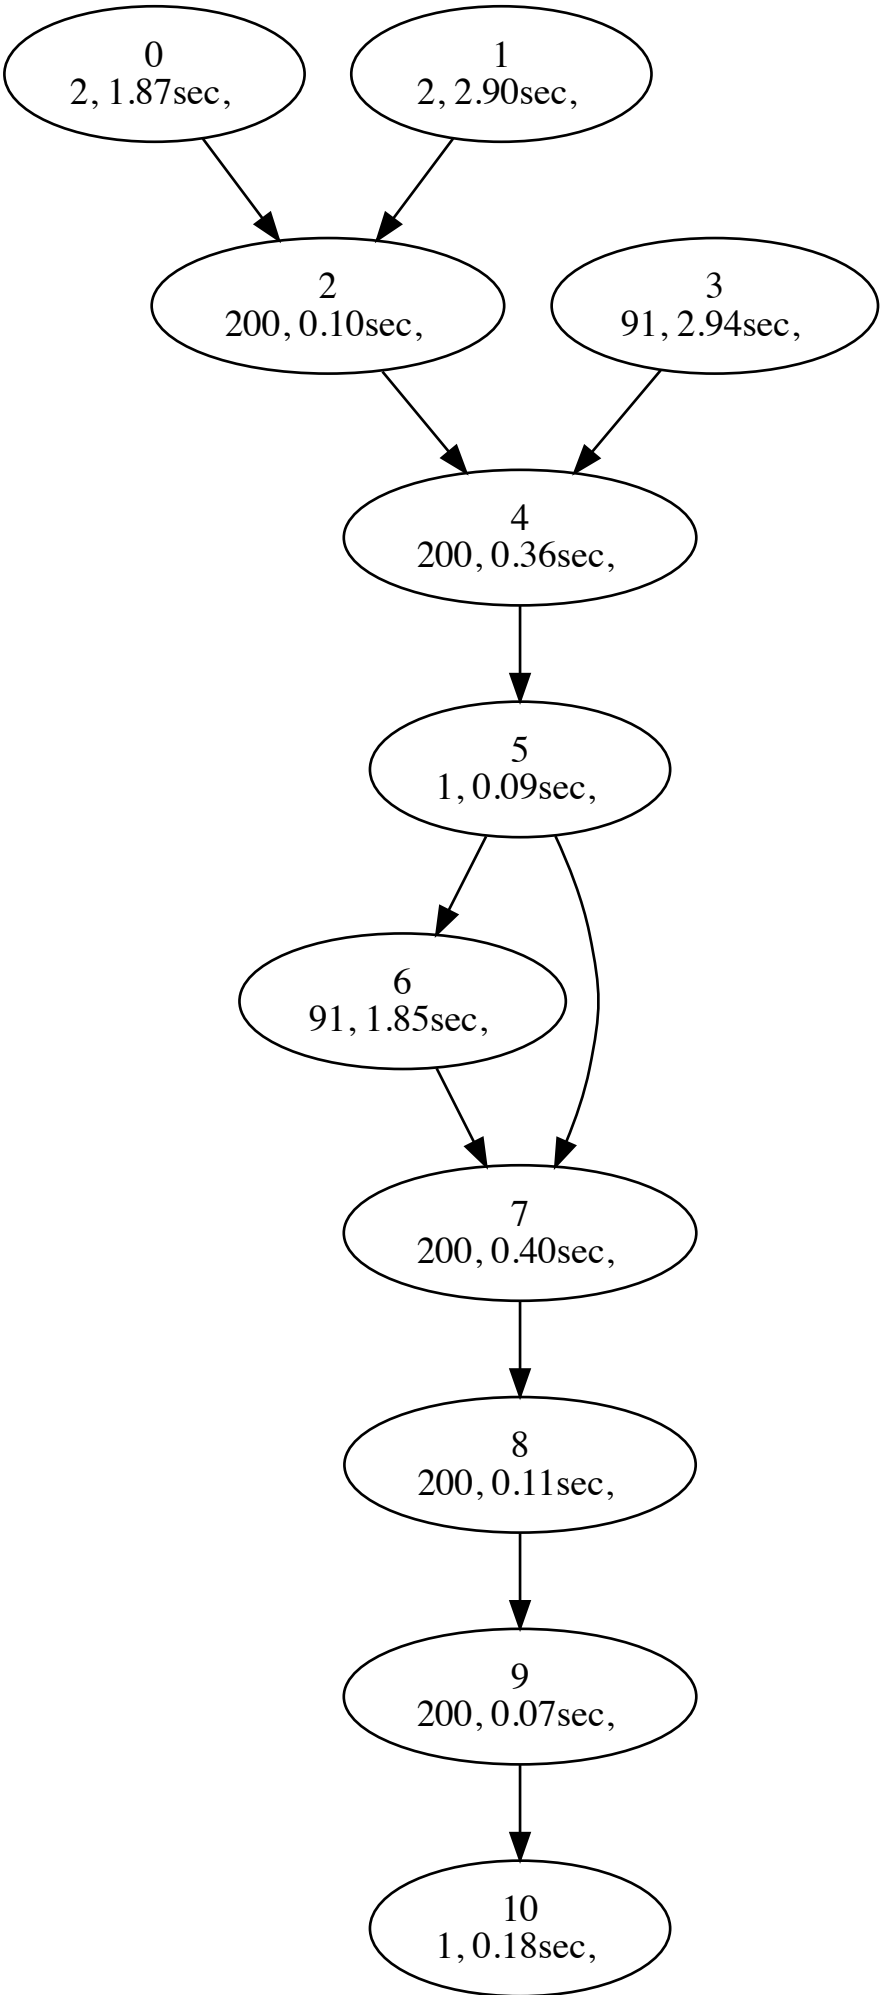 0
2, 1.87sec,
1
2, 2.90sec,
2
200, 0.10sec,
3
91, 2.94sec,
4
200, 0.36sec,
5
1, 0.09sec,
6
91, 1.85sec,
7
200, 0.40sec,
8
200, 0.11sec,
9
200, 0.07sec,
10
1, 0.18sec,